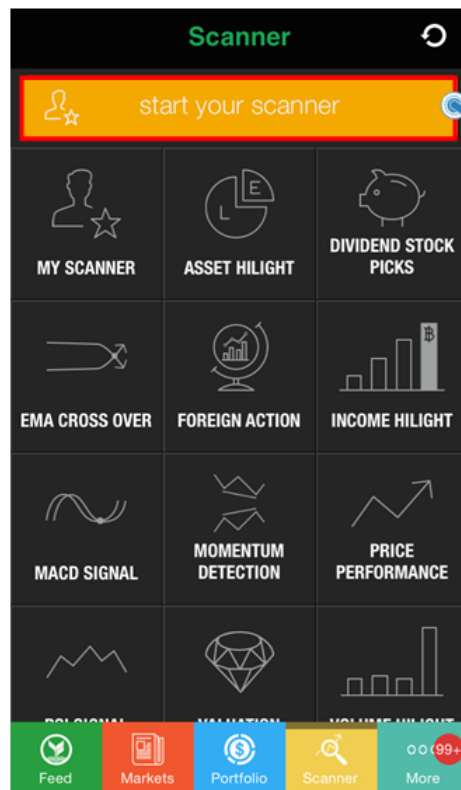 Scanner
start your scanner
MY SCANNER
ASSET HILIGHT
DIVIDEND STOCK
PICKS
EMA CROSS OVER
FOREIGN ACTION
INCOME HILIGHT
MACD SIGNAL
MOMENTUM
DETECTION
PRICE
PERFORMANCE
Feed
Markets
Portfolio
Scanner
99+
More
L
E
฿